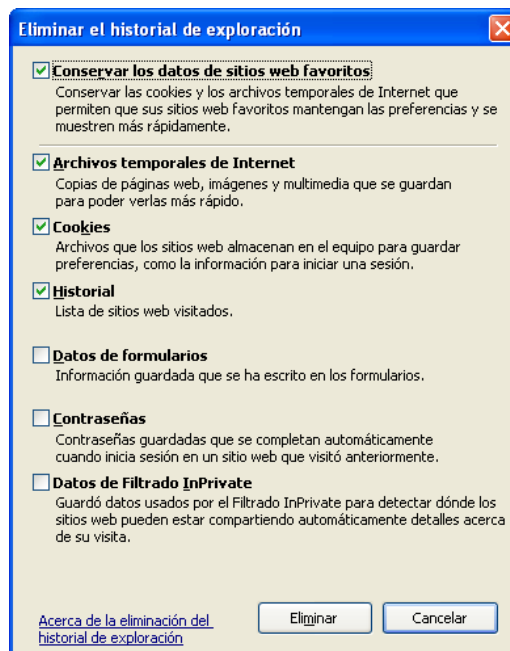 Eliminar el historial de exploración
Conservar los datos de sitios web favoritos
Conservar las cookies y los archivos temporales de Internet que
permiten que sus sitios web favoritos mantengan las preferencias y se
muestren más rápidamente.
Archivos temporales de Internet
Copias de páginas web, imágenes y multimedia que se guardan
para poder verlas más rápido.
Cookies
Archivos que los sitios web almacenan en el equipo para guardar
preferencias, como la información para iniciar una sesión.
Historial
Lista de sitios web visitados.
Datos de formularios
Información guardada que se ha escrito en los formularios.
Contraseñas
Contraseñas guardadas que se completan automáticamente
cuando inicia sesión en un sitio web que visitó anteriormente.
Datos de Filtrado InPrivate
Guardó datos usados por el Filtrado InPrivate para detectar dónde los
sitios web pueden estar compartiendo automáticamente detalles acerca
de su visita.
Acerca de la eliminación del
historial de exploración
Eliminar
Cancelar